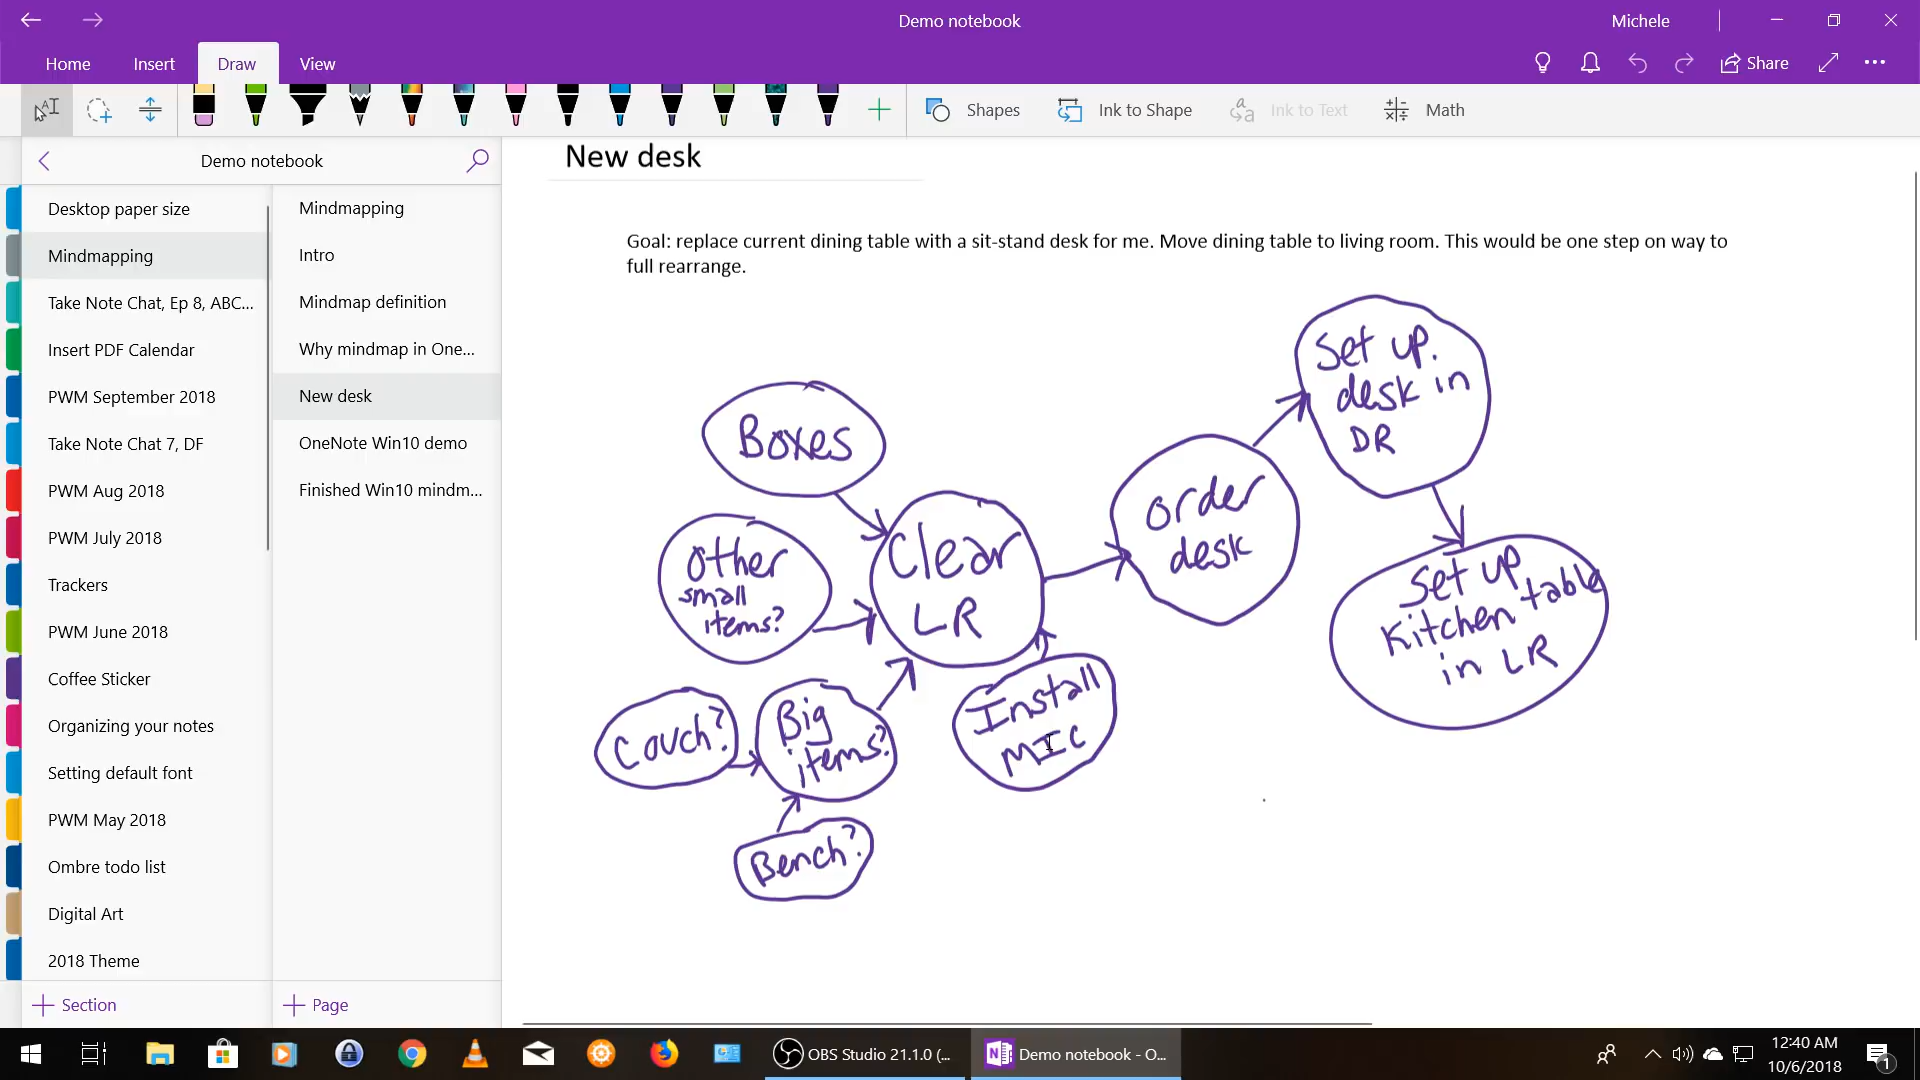 Demo notebook
Michele
Home
Insert
Draw
View
Share
Shapes
Ink to Shape
Ink to Text
Math
Demo notebook
Desktop paper size
Mindmapping
Take Note Chat, Ep 8, ABC...
Insert PDF Calendar
PWM September 2018
Take Note Chat 7, DF
PWM Aug 2018
PWM July 2018
Trackers
PWM June 2018
Coffee Sticker
Organizing your notes
Setting default font
PWM May 2018
Ombre todo list
Digital Art
2018 Theme
Section
Mindmapping
Intro
Mindmap definition
Why mindmap in One...
New desk
OneNote Win10 demo
Finished Win10 mindm...
Page
New desk
Goal: replace current dining table with a sit-stand desk for me. Move dining table to living room. This would be one step on way to
full rearrange.
Boxes
Other
small
items?
Couch?
Big
items?
Bench?
Clear
LR
Install
MIC
order
desk
Set up.
desk in
DR
Set up
Kitchen table
in LR
OBS Studio 21.1.0 (...
Demo notebook - O...
12:40 AM
10/6/2018
1